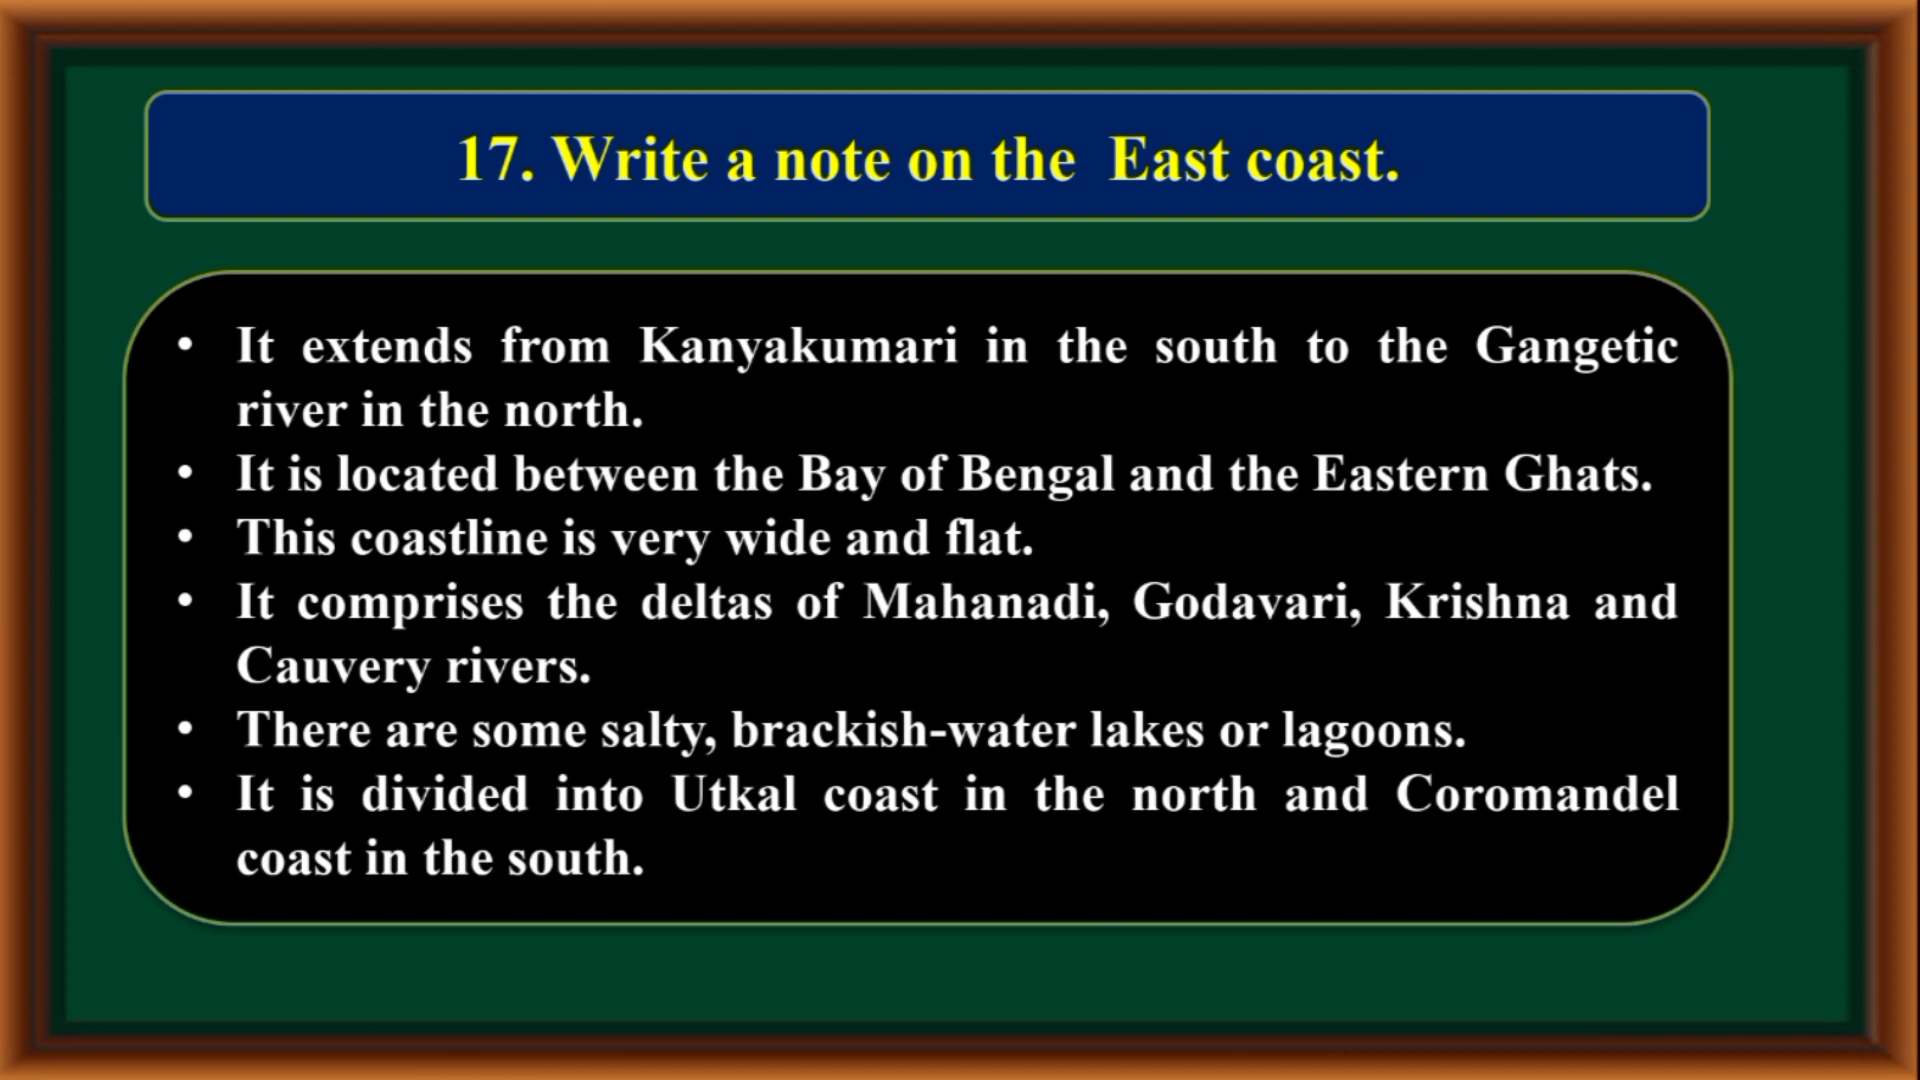 17. Write a note on the East coast.
• It extends from Kanyakumari in the south to the Gangetic
river in the north.
• It is located between the Bay of Bengal and the Eastern Ghats.
• This coastline is very wide and flat.
• It comprises the deltas of Mahanadi, Godavari, Krishna and
Cauvery rivers.
• There are some salty, brackish-water lakes or lagoons.
• It is divided into Utkal coast in the north and Coromandel
coast in the south.